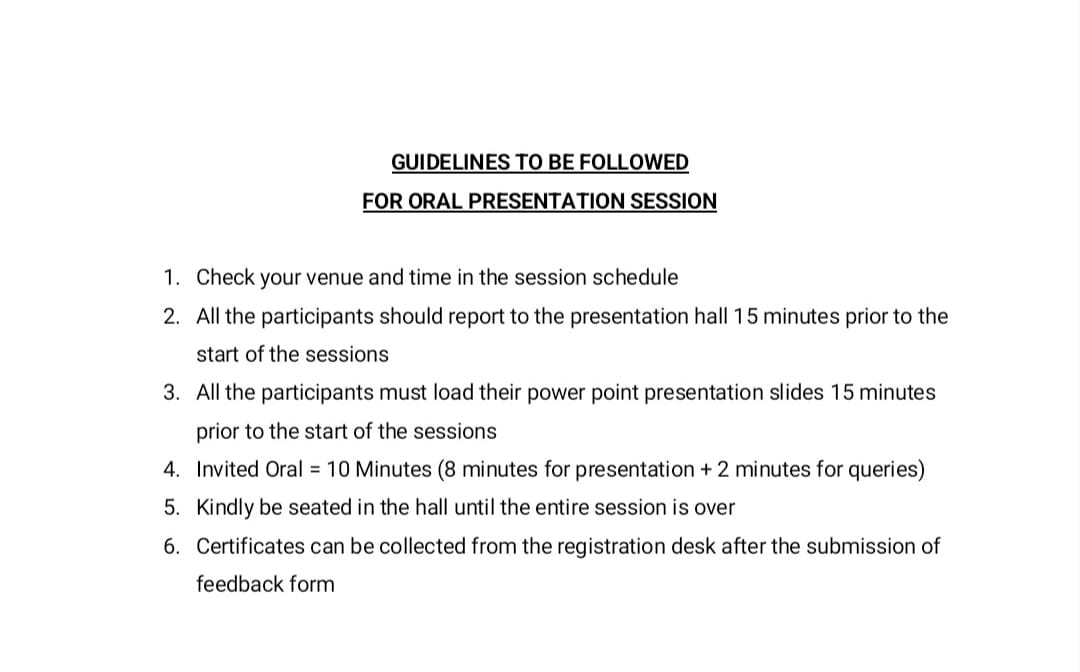 GUIDELINES TO BE FOLLOWED
FOR ORAL PRESENTATION SESSION
1. Check your venue and time in the session schedule
2. All the participants should report to the presentation hall 15 minutes prior to the
start of the sessions
3. All the participants must load their power point presentation slides 15 minutes
prior to the start of the sessions
4. Invited Oral = 10 Minutes (8 minutes for presentation + 2 minutes for queries)
5. Kindly be seated in the hall until the entire session is over
6. Certificates can be collected from the registration desk after the submission of
feedback form